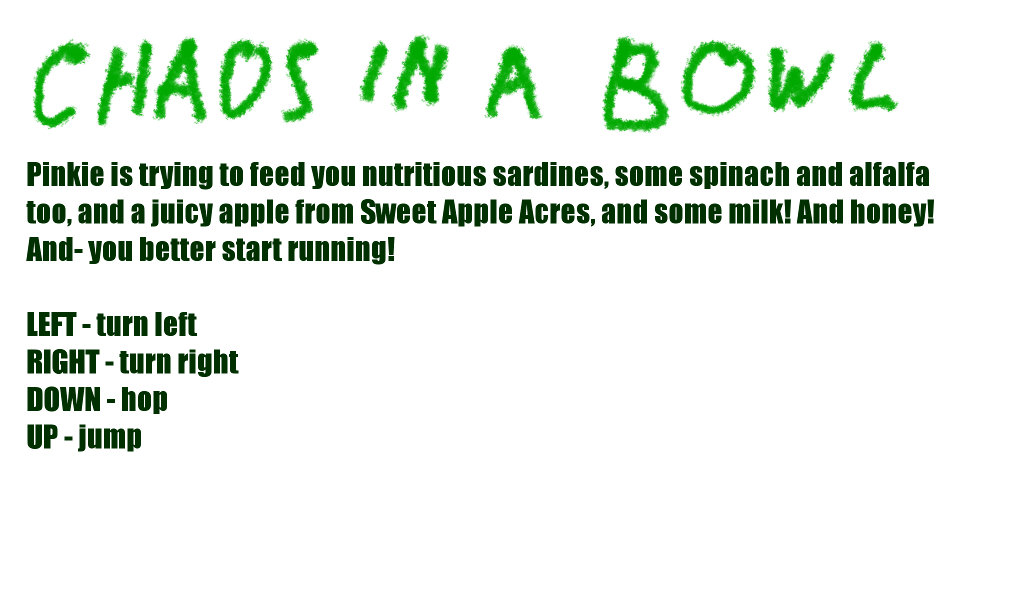 CHAOS IN A BOWL
Pinkie is trying to feed you nutritious sardines, some spinach and alfalfa
too, and a juicy apple from Sweet Apple Acres, and some milk! And honey!
And- you better start running!
LEFT - turn left
RIGHT - turn right
DOWN - hop
UP - jump